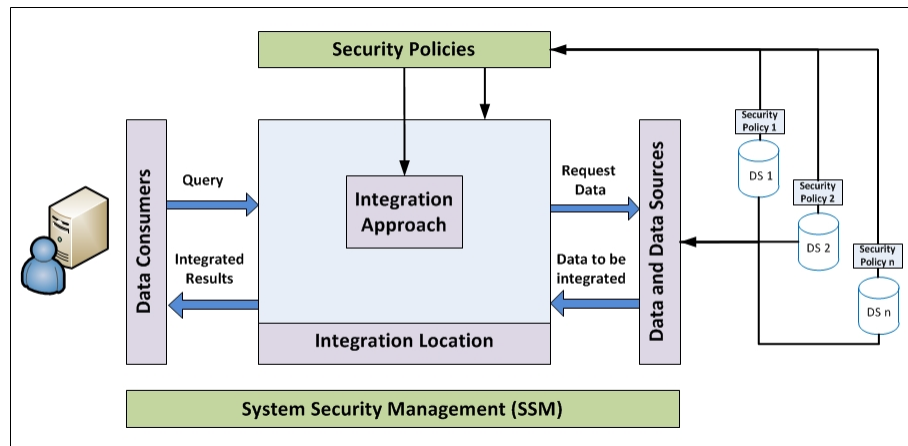 Security Policies
Security
Policy 1
DS 1
Security
Policy 2
DS 2
Security
Policy n
DS n
Data Consumers
Query
Integrated
Results
Integration
Approach
Integration Location
Request
Data
Data to be
integrated
Data and Data Sources
System Security Management (SSM)